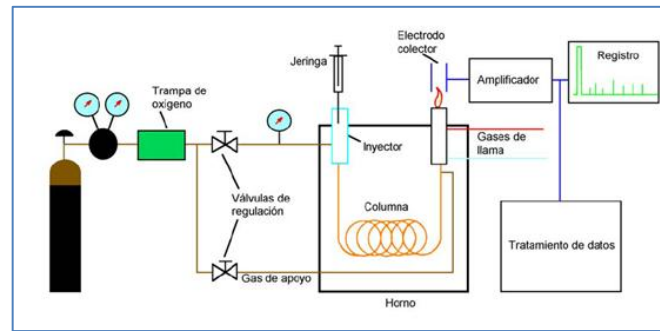 Electrodo
colector
Jeringa
Amplificador
Registro
Trampa de
oxígeno
Inyector
Gases de
llama
Válvulas de
regulación
Columna
Tratamiento de datos
Gas de apoyo
Horno